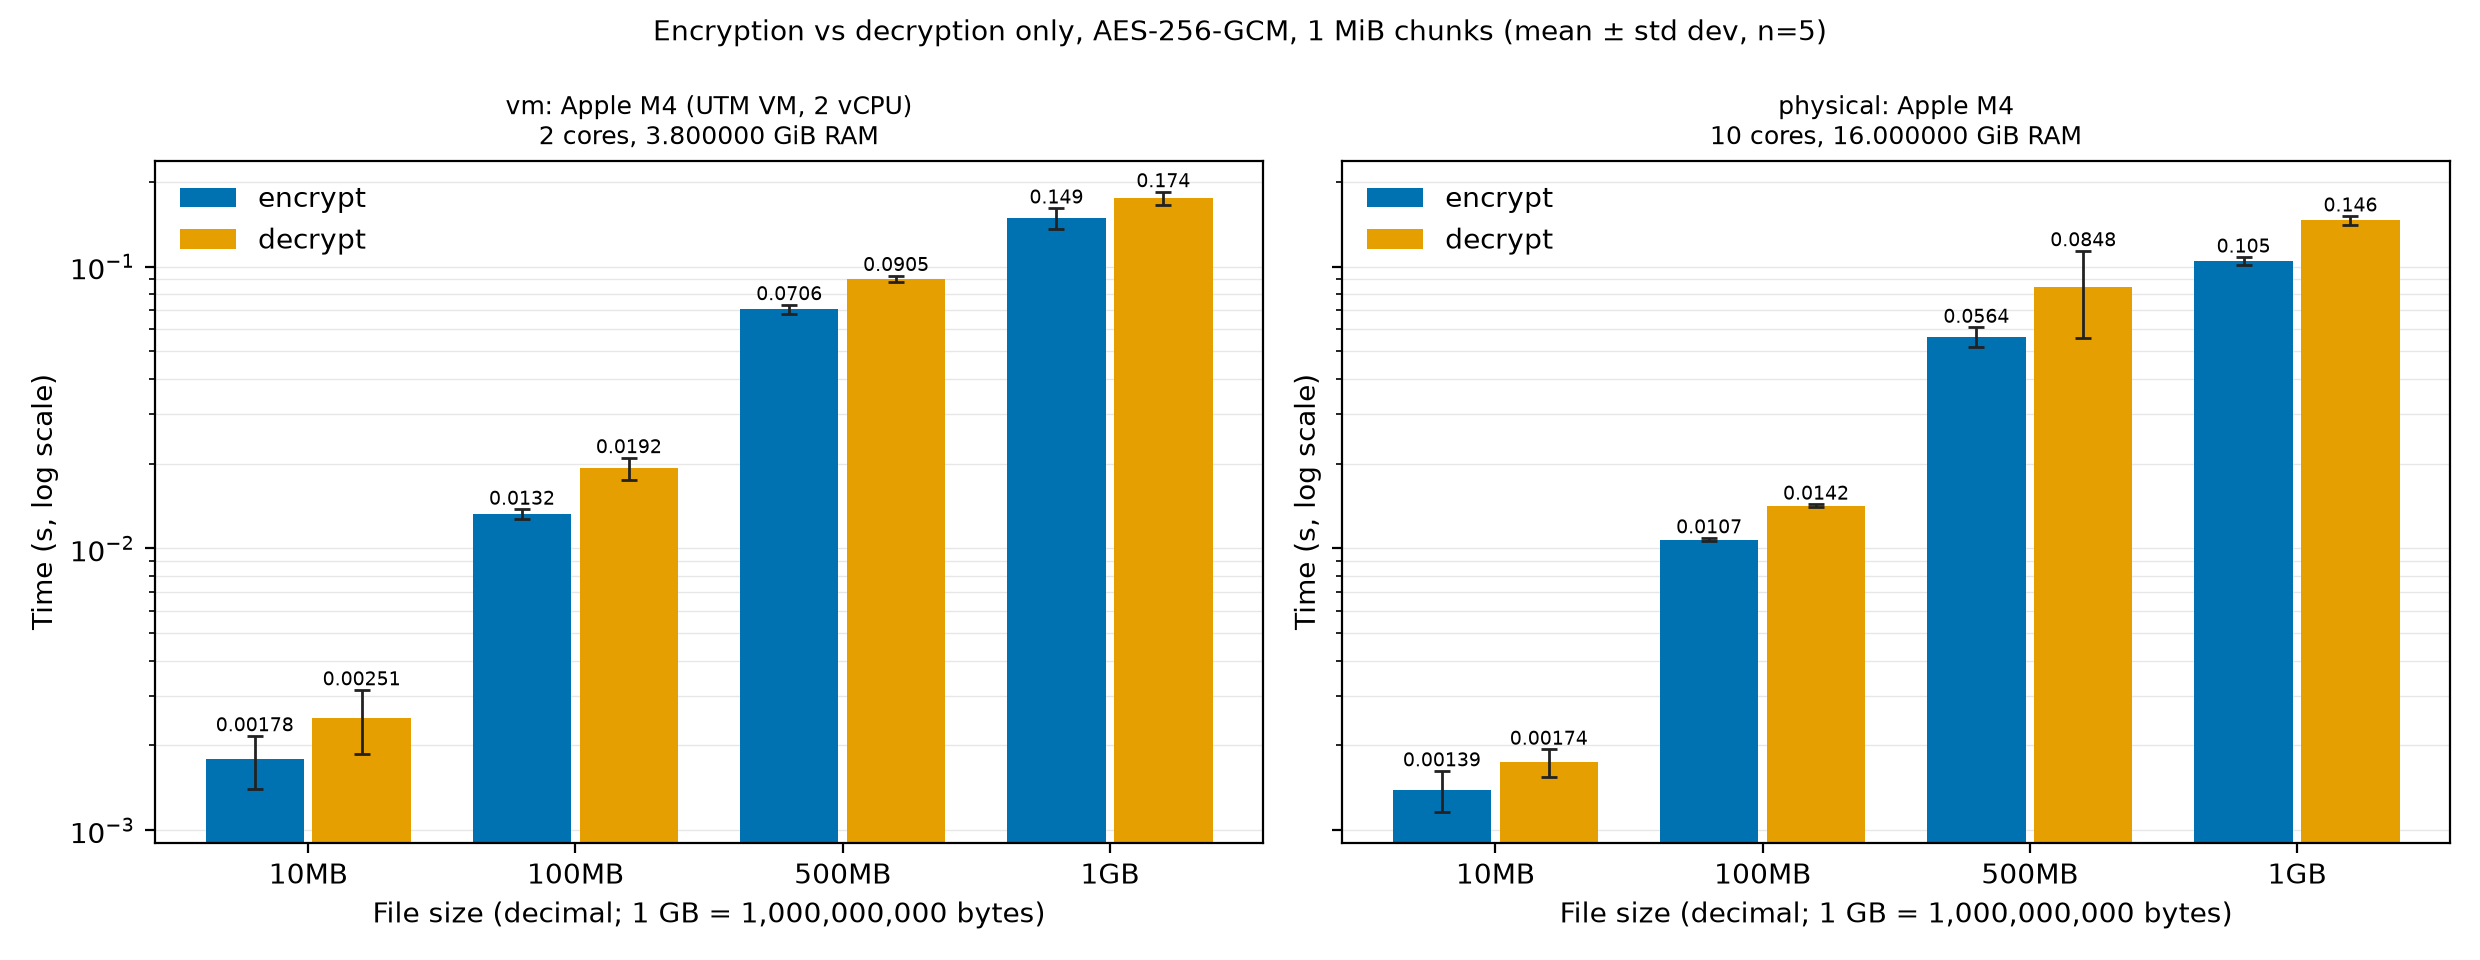 Encryption vs decryption only, AES-256-GCM, 1 MiB chunks (mean ± std dev, n=5)
vm: Apple M4 (UTM VM, 2 vCPU)
2 cores, 3.800000 GiB RAM
encrypt
decrypt
Time (s, log scale)
10⁻¹
10⁻²
10⁻³
0.00178
0.00251
0.0132
0.0192
0.0706
0.0905
0.149
0.174
10MB
100MB
500MB
1GB
File size (decimal; 1 GB = 1,000,000,000 bytes)
physical: Apple M4
10 cores, 16.000000 GiB RAM
encrypt
decrypt
Time (s, log scale)
0.00139
0.00174
0.0107
0.0142
0.0564
0.0848
0.105
0.146
10MB
100MB
500MB
1GB
File size (decimal; 1 GB = 1,000,000,000 bytes)